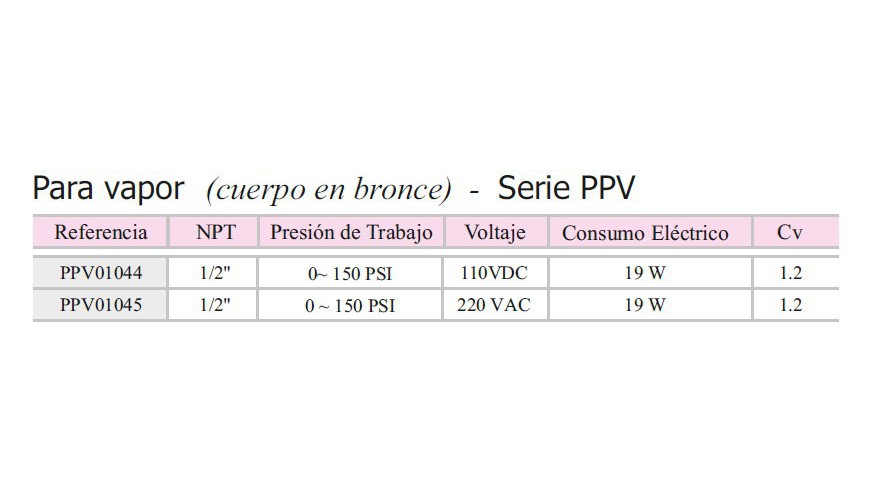 Para vapor (cuerpo en bronce) - Serie PPV
Referencia NPT Presión de Trabajo Voltaje Consumo Eléctrico Cv
PPV01044 1/2" 0~ 150 PSI 110VDC 19 W 1.2
PPV01045 1/2" 0 ~ 150 PSI 220 VAC 19 W 1.2